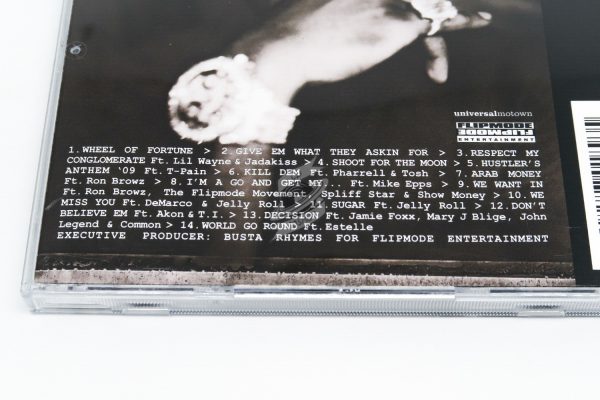 universalmotown
FLIPMODE
FLIPMODE
ENTERTAINMENT
1.WHEEL OF FORTUNE > 2.GIVE EM WHAT THEY ASKIN FOR > 3.RESPECT MY
CONGLOMERATE Ft.Lil Wayne & Jadakiss > 4.SHOOT FOR THE MOON > 5.HUSTLER'S
ANTHEM '09 Ft.T-Pain > 6.KILL DEM Ft.Pharrell & Tosh > 7.ARAB MONEY
Ft.Ron Browz > 8.I'M A GO AND GET MY... Ft.Mike Epps > 9.WE WANT IN
Ft.Ron Browz, The Flipmode Movement, Spliff Star & Show Money > 10.WE
MISS YOU Ft.DeMarco & Jelly Roll > 11.SUGAR Ft.Jelly Roll > 12.DON'T
BELIEVE EM Ft.Akon & T.I. > 13.DECISION Ft.Jamie Foxx, Mary J Blige, John
Legend & Common > 14.WORLD GO ROUND Ft.Estelle
EXECUTIVE PRODUCER: BUSTA RHYMES FOR FLIPMODE ENTERTAINMENT